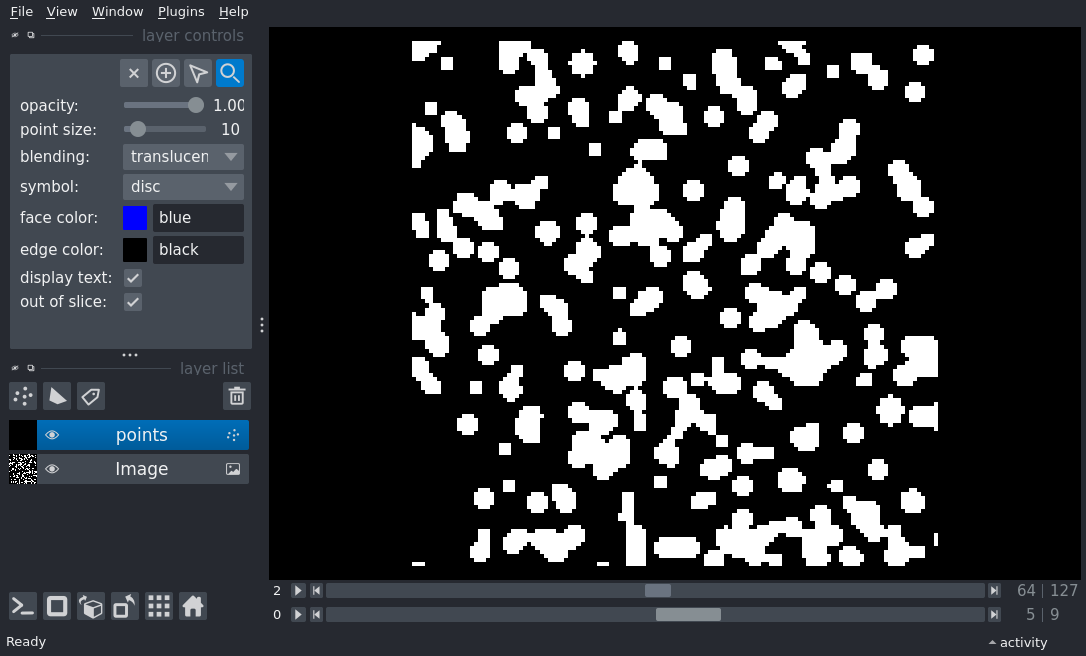 File View Window Plugins Help
layer controls
opacity: 1.00
point size: 10
blending: translucen
symbol: disc
face color: blue
edge color: black
display text:
out of slice:
layer list
points
Image
2 64 | 127
0 5 | 9
Ready activity